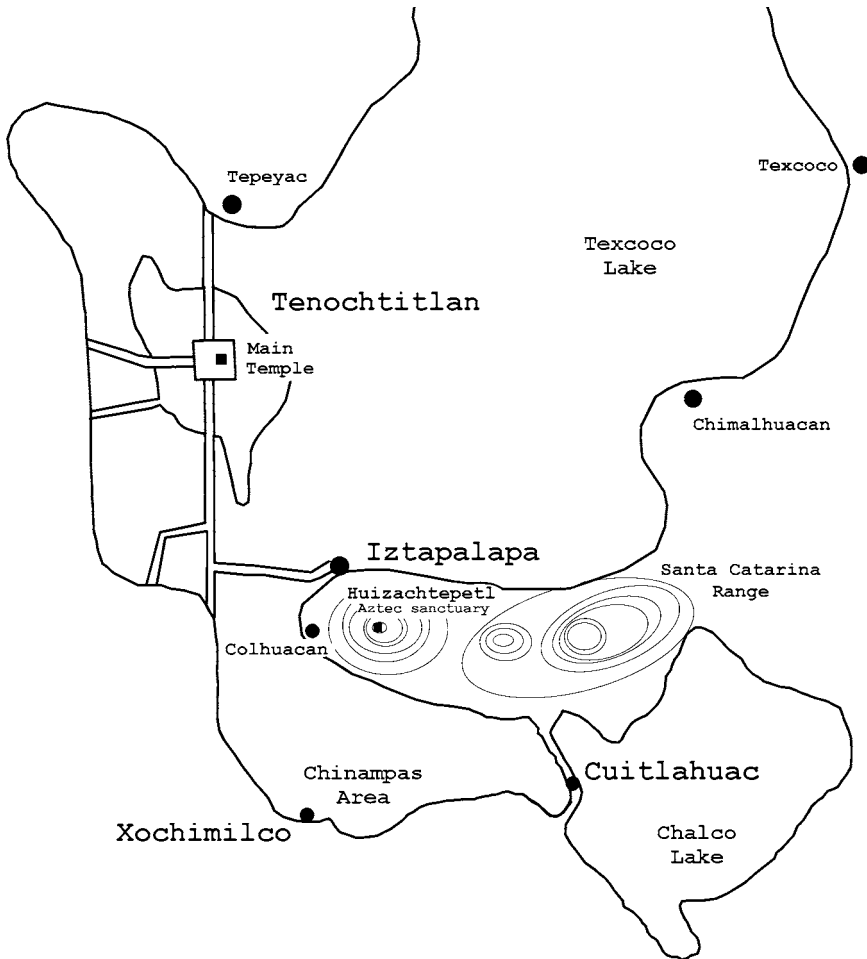 Texcoco
Tepeyac
Texcoco
Lake
Tenochtitlan
Main
Temple
Chimalhuacan
Iztapalapa
Santa Catarina
Range
Huizachtepetl
Aztec sanctuary
Colhuacan
Cuitlahuac
Chinampas
Area
Xochimilco
Chalco
Lake